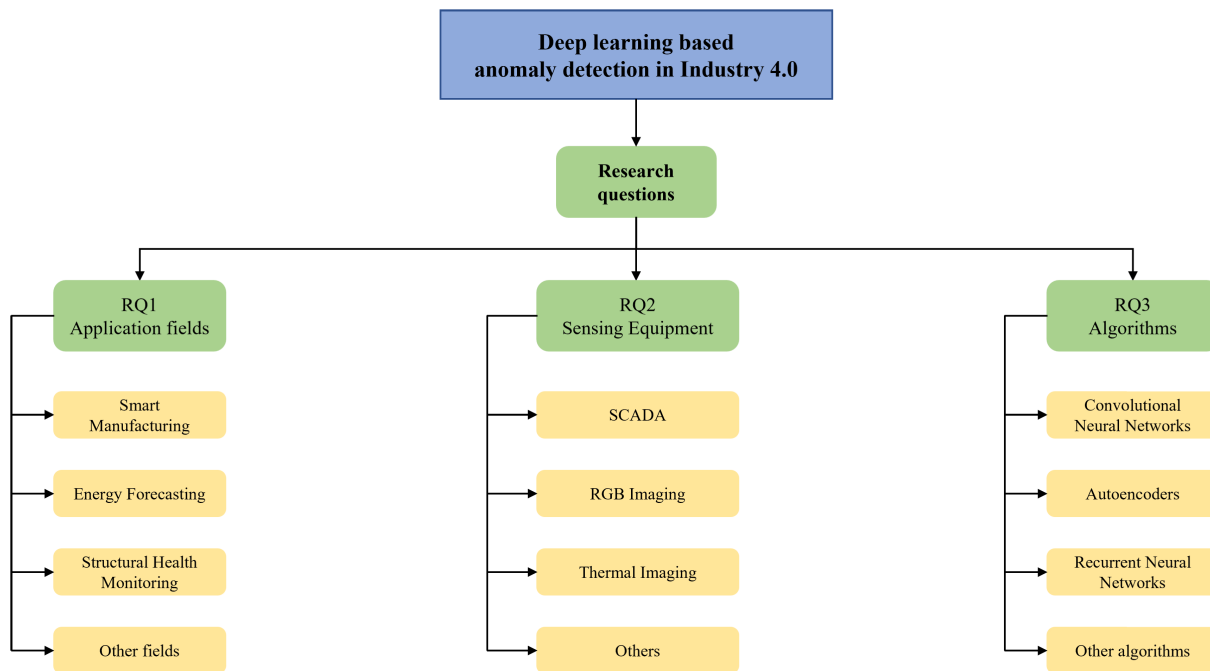 Deep learning based
anomaly detection in Industry 4.0
Research
questions
RQ1
Application fields
Smart
Manufacturing
Energy Forecasting
Structural Health
Monitoring
Other fields
RQ2
Sensing Equipment
SCADA
RGB Imaging
Thermal Imaging
Others
RQ3
Algorithms
Convolutional
Neural Networks
Autoencoders
Recurrent Neural
Networks
Other algorithms